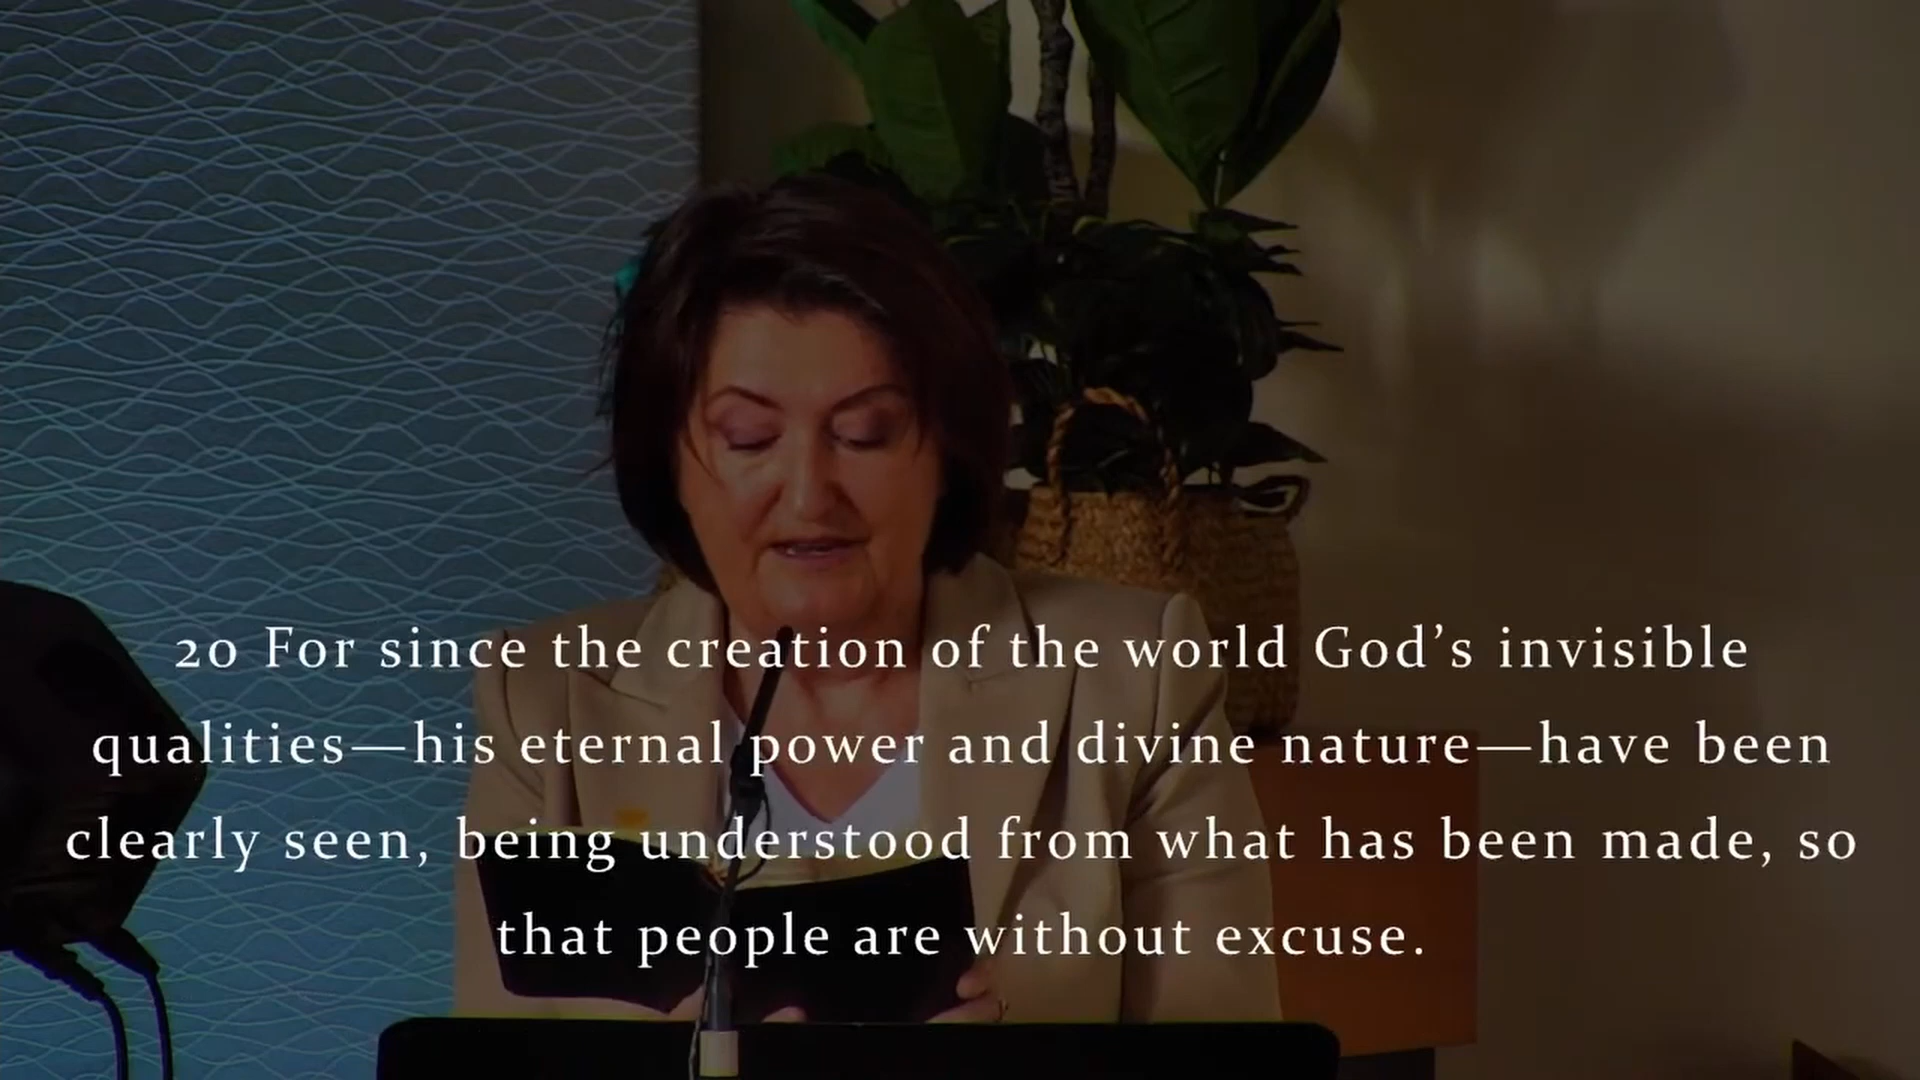 20 For since the creation of the world God’s invisible
qualities—his eternal power and divine nature—have been
clearly seen, being understood from what has been made, so
that people are without excuse.